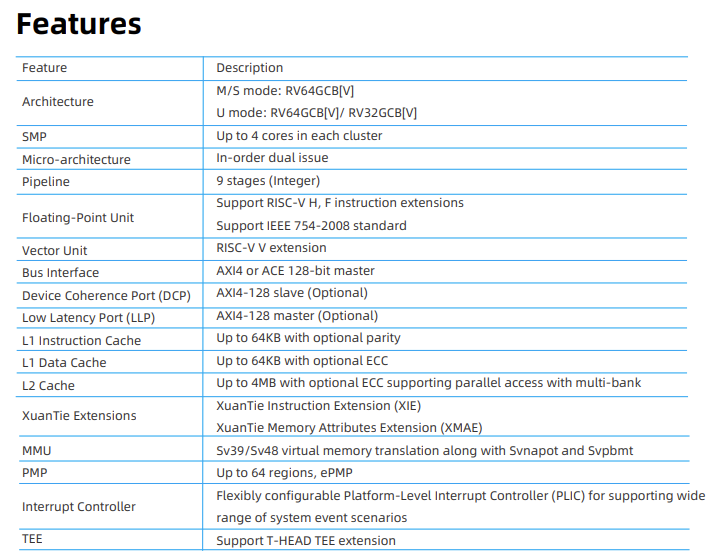 Features
Feature Description
Architecture M/S mode: RV64GCB[V]
U mode: RV64GCB[V]/ RV32GCB[V]
SMP Up to 4 cores in each cluster
Micro-architecture In-order dual issue
Pipeline 9 stages (Integer)
Floating-Point Unit Support RISC-V H, F instruction extensions
Support IEEE 754-2008 standard
Vector Unit RISC-V V extension
Bus Interface AXI4 or ACE 128-bit master
Device Coherence Port (DCP) AXI4-128 slave (Optional)
Low Latency Port (LLP) AXI4-128 master (Optional)
L1 Instruction Cache Up to 64KB with optional parity
L1 Data Cache Up to 64KB with optional ECC
L2 Cache Up to 4MB with optional ECC supporting parallel access with multi-bank
XuanTie Extensions XuanTie Instruction Extension (XIE)
XuanTie Memory Attributes Extension (XMAE)
MMU Sv39/Sv48 virtual memory translation along with Svnapot and Svpbmt
PMP Up to 64 regions, ePMP
Interrupt Controller Flexibly configurable Platform-Level Interrupt Controller (PLIC) for supporting wide
range of system event scenarios
TEE Support T-HEAD TEE extension